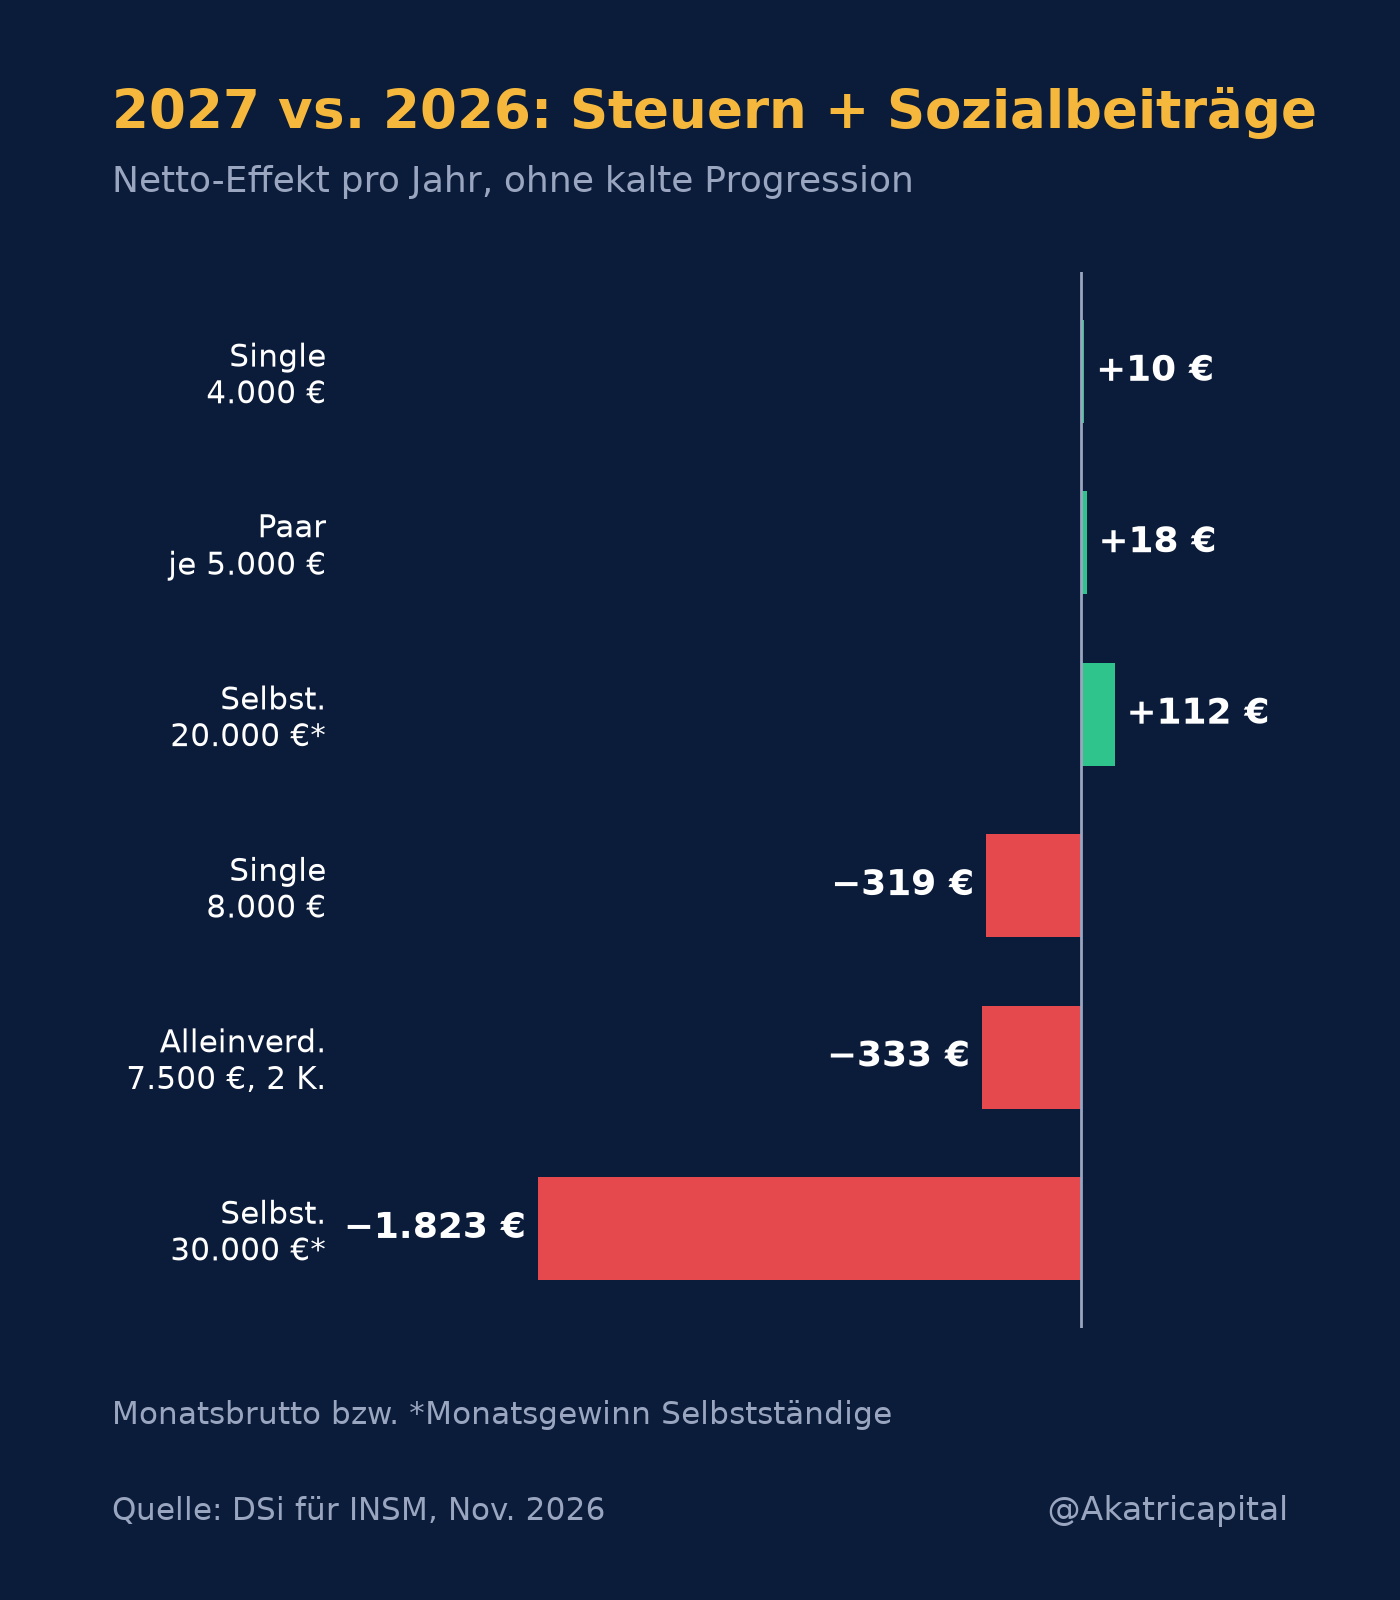 2027 vs. 2026: Steuern + Sozialbeiträge
Netto-Effekt pro Jahr, ohne kalte Progression
Single
4.000 €
+10 €
Paar
je 5.000 €
+18 €
Selbst.
20.000 €*
+112 €
Single
8.000 €
−319 €
Alleinverd.
7.500 €, 2 K.
−333 €
Selbst.
30.000 €*
−1.823 €
Monatsbrutto bzw. *Monatsgewinn Selbstständige
Quelle: DSi für INSM, Nov. 2026
@Akatricapital